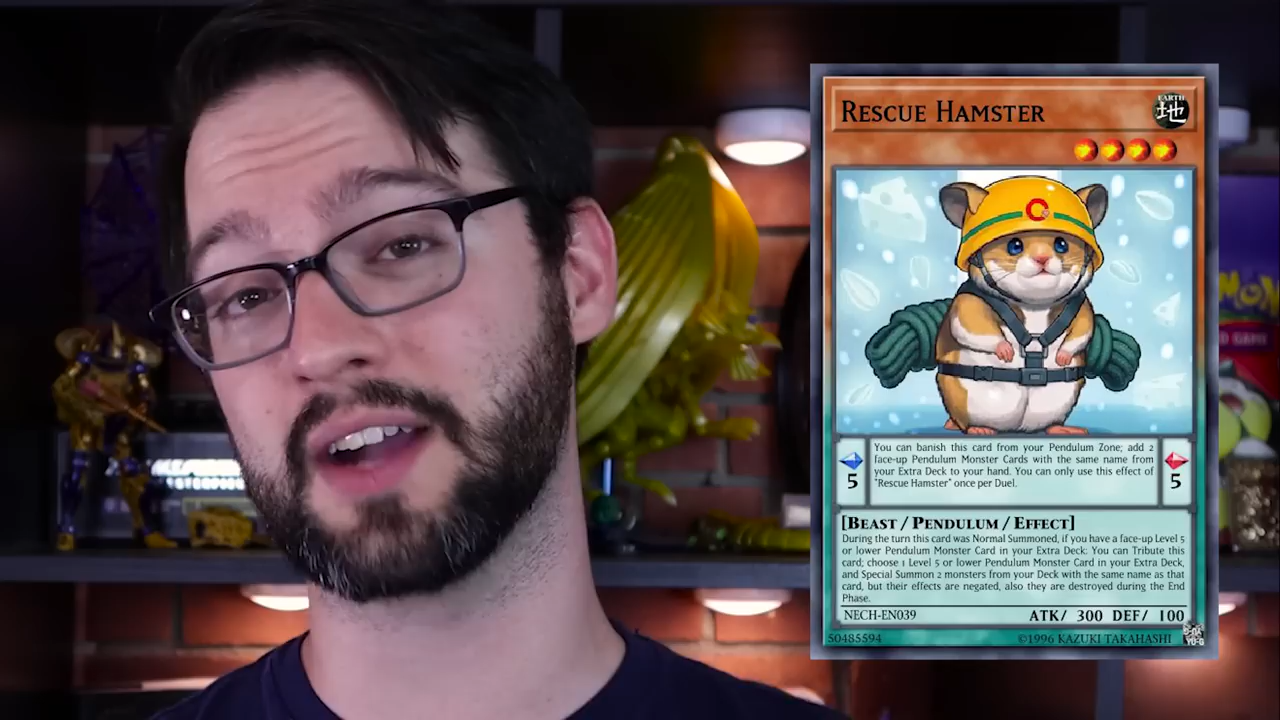 RESCUE HAMSTER
EARTH
地
5
You can banish this card from your Pendulum Zone; add 2
face-up Pendulum Monster Cards with the same name from
your Extra Deck to your hand. You can only use this effect of
"Rescue Hamster" once per Duel.
5
[BEAST / PENDULUM / EFFECT]
During the turn this card was Normal Summoned, if you have a face-up Level 5
or lower Pendulum Monster Card in your Extra Deck: You can Tribute this
card; choose 1 Level 5 or lower Pendulum Monster Card in your Extra Deck,
and Special Summon 2 monsters from your Deck with the same name as that
card, but their effects are negated, also they are destroyed during the End
Phase.
NECH-EN039 ATK/ 300 DEF/ 100
50485594 ©1996 KAZUKI TAKAHASHI